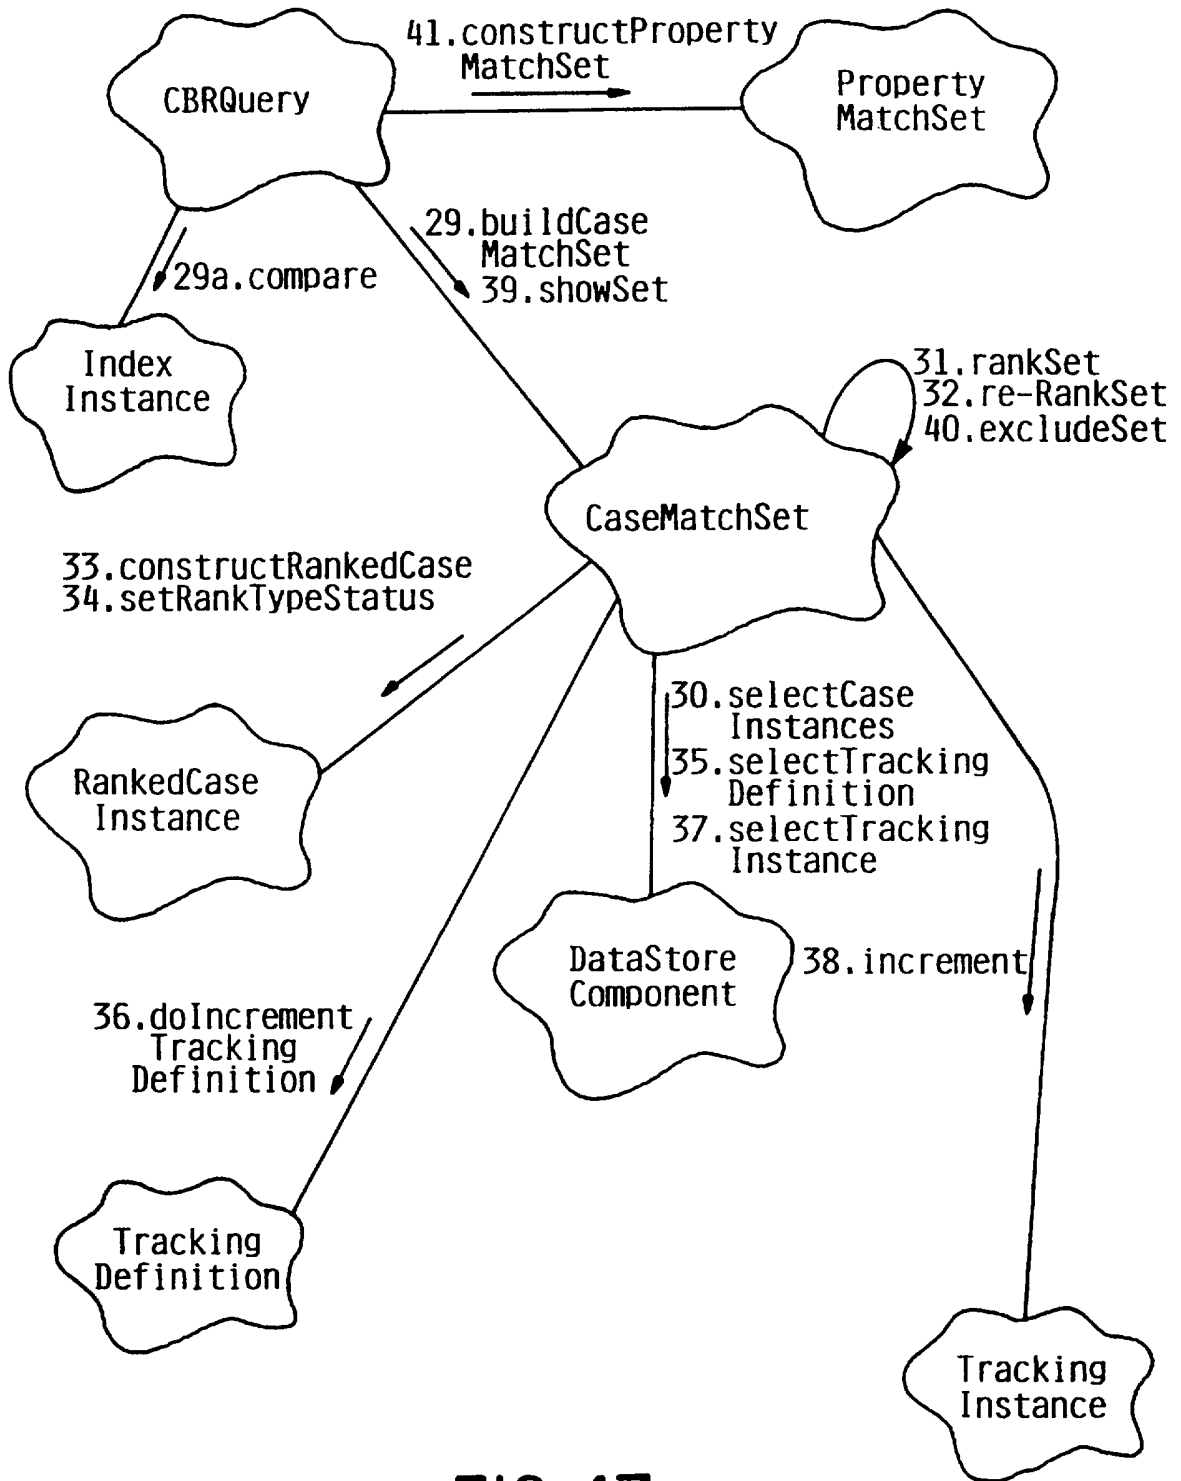 41.constructProperty
MatchSet
CBRQuery
Property
MatchSet
29.buildCase
MatchSet
39.showSet
29a.compare
Index
Instance
31.rankSet
32.re-RankSet
40.excludeSet
CaseMatchSet
33.constructRankedCase
34.setRankTypeStatus
30.selectCase
Instances
35.selectTracking
Definition
37.selectTracking
Instance
RankedCase
Instance
DataStore
Component
38.increment
36.doIncrement
Tracking
Definition
Tracking
Definition
Tracking
Instance